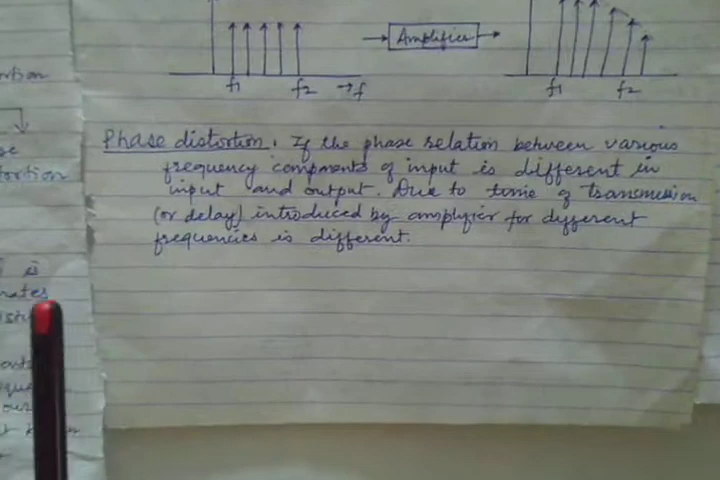 Amplifier
f1 f2 →f f1 f2
Phase distortion. If the phase relation between various
frequency components of input is different in
input and output. Due to time of transmission
(or delay) introduced by amplifier for different
frequencies is different.